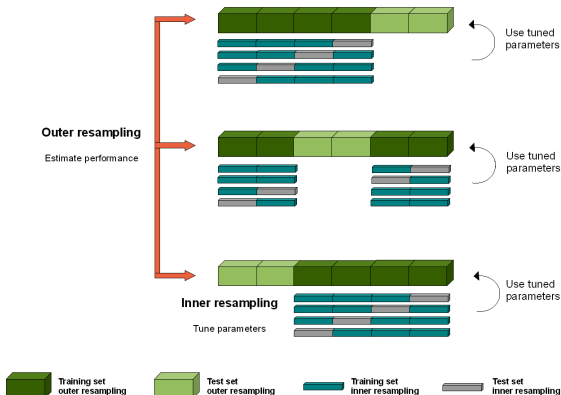 Use tuned
parameters
Outer resampling
Estimate performance
Use tuned
parameters
Use tuned
parameters
Inner resampling
Tune parameters
Training set
outer resampling
Test set
outer resampling
Training set
inner resampling
Test set
inner resampling